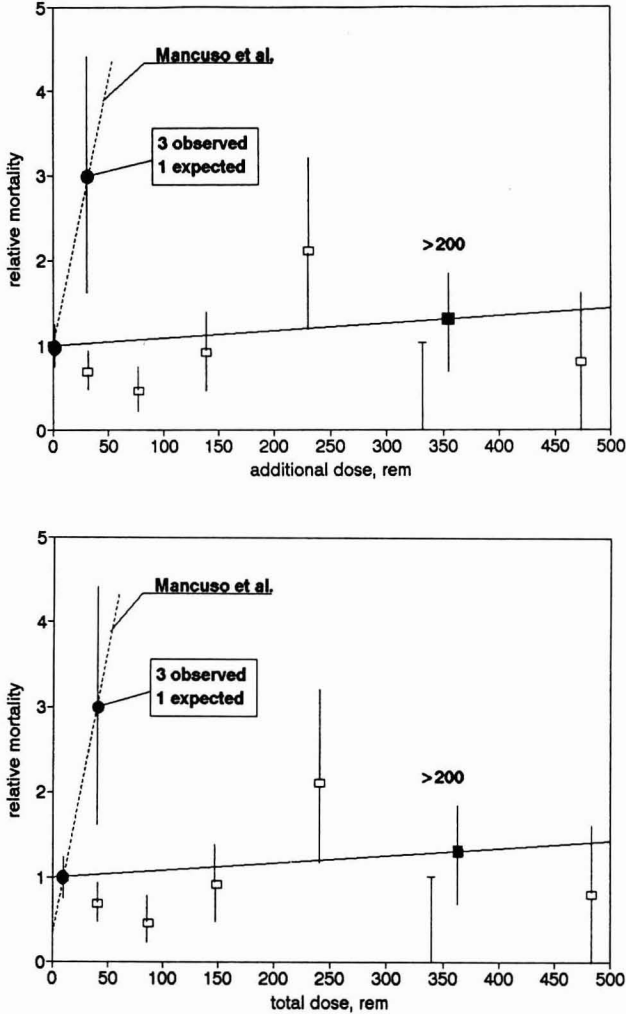 5
Mancuso et al.
4
3 observed
1 expected
3
relative mortality
2
>200
1
0
0 50 100 150 200 250 300 350 400 450 500
additional dose, rem
5
Mancuso et al.
4
3 observed
1 expected
3
relative mortality
2
>200
1
0
0 50 100 150 200 250 300 350 400 450 500
total dose, rem